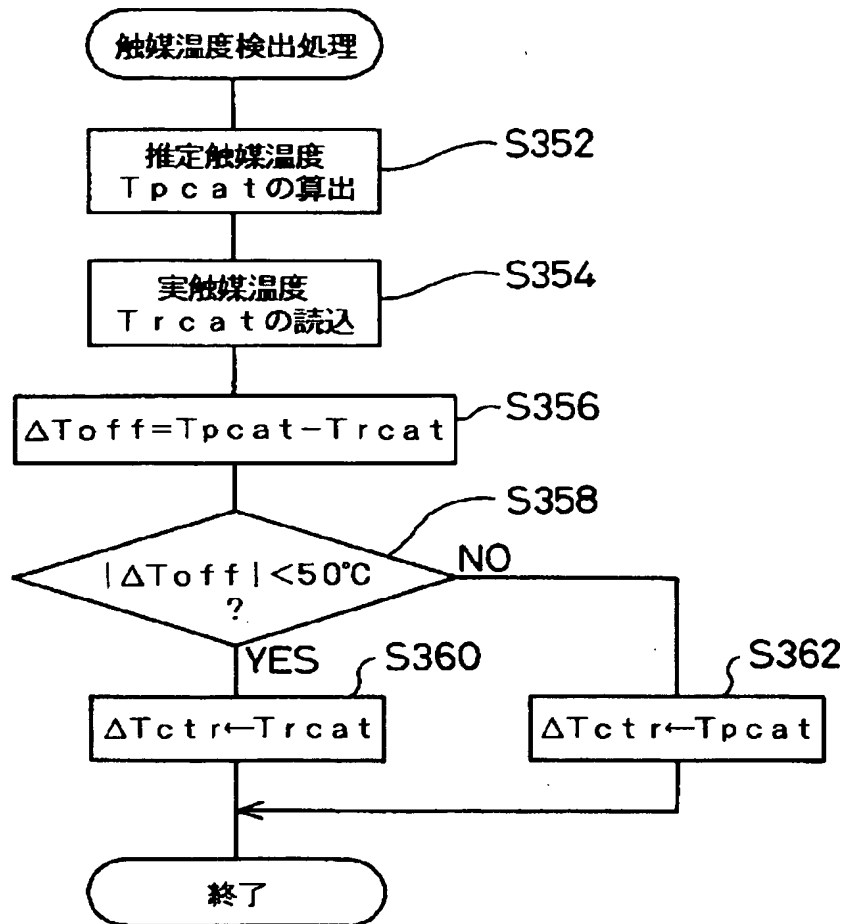 触媒温度検出処理
推定触媒温度
Tpcatの算出
S352
実触媒温度
Trcatの読込
S354
ΔToff=Tpcat−Trcat
S356
|ΔToff|<50℃
?
S358
NO
YES
S360
ΔTctr←Trcat
S362
ΔTctr←Tpcat
終了